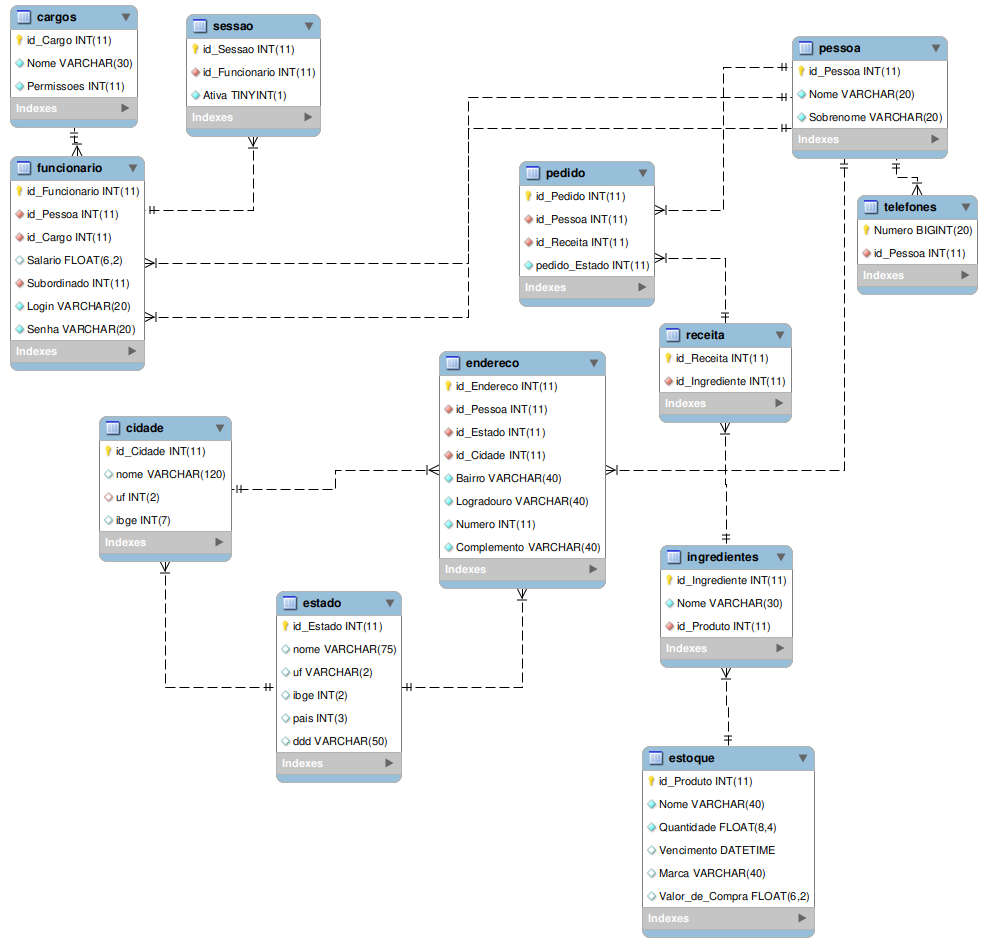 cargos
id_Cargo INT(11)
Nome VARCHAR(30)
Permissoes INT(11)
Indexes
sessao
id_Sessao INT(11)
id_Funcionario INT(11)
Ativa TINYINT(1)
Indexes
pessoa
id_Pessoa INT(11)
Nome VARCHAR(20)
Sobrenome VARCHAR(20)
Indexes
funcionario
id_Funcionario INT(11)
id_Pessoa INT(11)
id_Cargo INT(11)
Salario FLOAT(6,2)
Subordinado INT(11)
Login VARCHAR(20)
Senha VARCHAR(20)
Indexes
pedido
id_Pedido INT(11)
id_Pessoa INT(11)
id_Receita INT(11)
pedido_Estado INT(11)
Indexes
telefones
Numero BIGINT(20)
id_Pessoa INT(11)
Indexes
receita
id_Receita INT(11)
id_Ingrediente INT(11)
Indexes
endereco
id_Endereco INT(11)
id_Pessoa INT(11)
id_Estado INT(11)
id_Cidade INT(11)
Bairro VARCHAR(40)
Logradouro VARCHAR(40)
Numero INT(11)
Complemento VARCHAR(40)
Indexes
cidade
id_Cidade INT(11)
nome VARCHAR(120)
uf INT(2)
ibge INT(7)
Indexes
ingredientes
id_Ingrediente INT(11)
Nome VARCHAR(30)
id_Produto INT(11)
Indexes
estado
id_Estado INT(11)
nome VARCHAR(75)
uf VARCHAR(2)
ibge INT(2)
pais INT(3)
ddd VARCHAR(50)
Indexes
estoque
id_Produto INT(11)
Nome VARCHAR(40)
Quantidade FLOAT(8,4)
Vencimento DATETIME
Marca VARCHAR(40)
Valor_de_Compra FLOAT(6,2)
Indexes